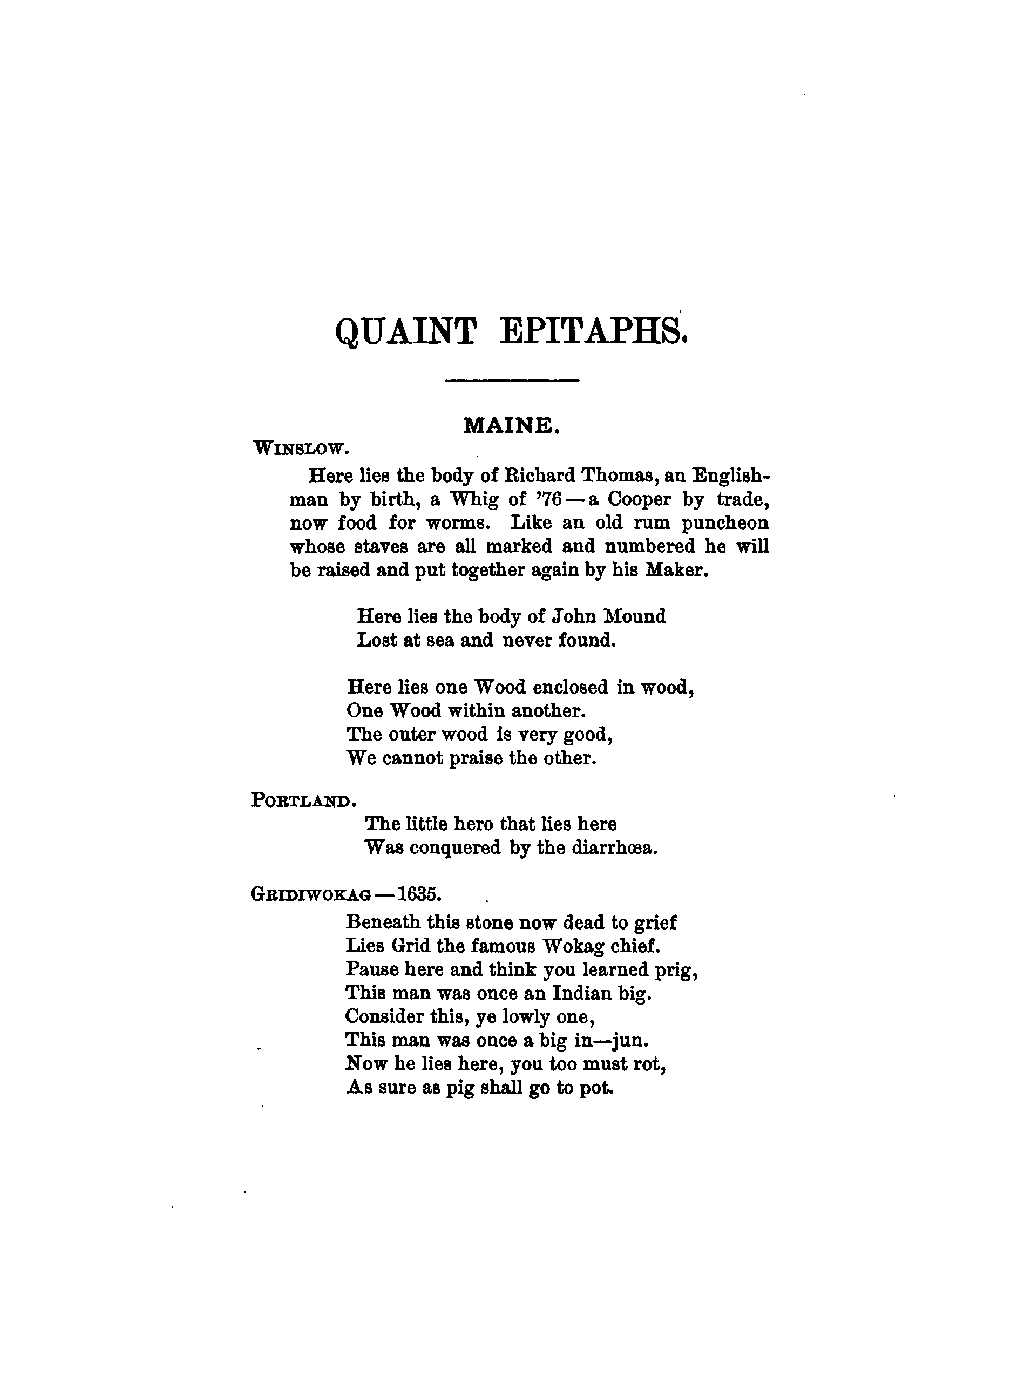 QUAINT EPITAPHS.
MAINE.
WINSLOW.
Here lies the body of Richard Thomas, an English-
man by birth, a Whig of '76—a Cooper by trade,
now food for worms. Like an old rum puncheon
whose staves are all marked and numbered he will
be raised and put together again by his Maker.
Here lies the body of John Mound
Lost at sea and never found.
Here lies one Wood enclosed in wood,
One Wood within another.
The outer wood is very good,
We cannot praise the other.
PORTLAND.
The little hero that lies here
Was conquered by the diarrhœa.
GRIDIWOKAG—1635.
Beneath this stone now dead to grief
Lies Grid the famous Wokag chief.
Pause here and think you learned prig,
This man was once an Indian big.
Consider this, ye lowly one,
This man was once a big in—jun.
Now he lies here, you too must rot,
As sure as pig shall go to pot.